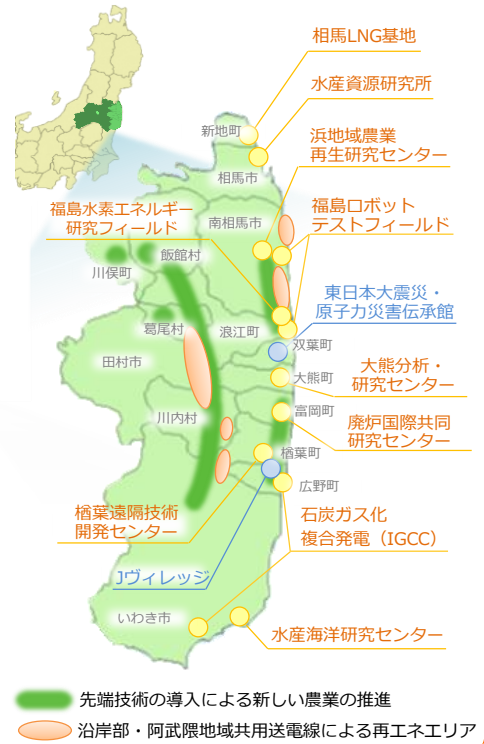 相馬LNG基地
水産資源研究所
新地町
浜地域農業
再生研究センター
相馬市
福島水素エネルギー
研究フィールド
南相馬市
福島ロボット
テストフィールド
飯館村
川俣町
東日本大震災・
原子力災害伝承館
葛尾村
浪江町
双葉町
田村市
大熊町
大熊分析・
研究センター
富岡町
川内村
廃炉国際共同
研究センター
楢葉町
広野町
楢葉遠隔技術
開発センター
石炭ガス化
複合発電（IGCC）
Jヴィレッジ
いわき市
水産海洋研究センター
先端技術の導入による新しい農業の推進
沿岸部・阿武隈地域共用送電線による再エネエリア